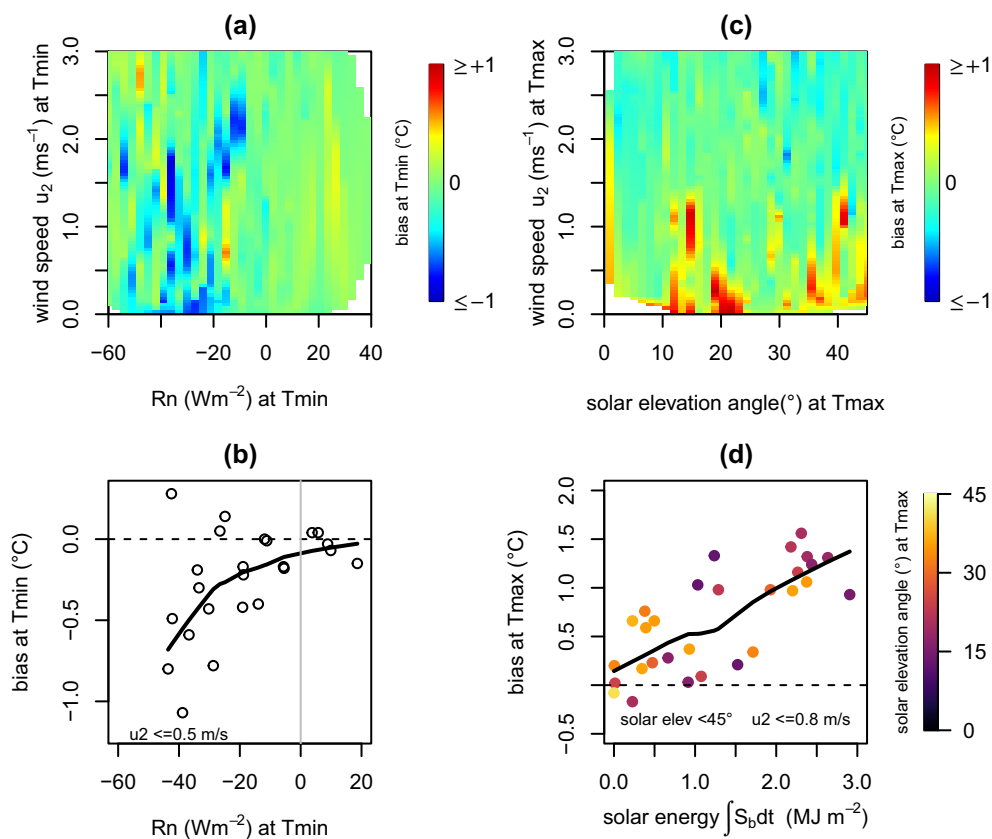 (a)
wind speed u₂ (ms⁻¹) at Tmin
0.0 1.0 2.0 3.0
−60 −40 −20 0 20 40
Rn (Wm⁻²) at Tmin
≥+1
0
≤−1
bias at Tmin (°C)
(c)
wind speed u₂ (ms⁻¹) at Tmax
0.0 1.0 2.0 3.0
0 10 20 30 40
solar elevation angle(°) at Tmax
≥+1
0
≤−1
bias at Tmax (°C)
(b)
bias at Tmin (°C)
−1.0 −0.5 0.0
u2 <=0.5 m/s
−60 −40 −20 0 20
Rn (Wm⁻²) at Tmin
(d)
bias at Tmax (°C)
−0.5 0.5 1.0 1.5 2.0
solar elev <45° u2 <=0.8 m/s
0.0 1.0 2.0 3.0
solar energy ∫S_b dt (MJ m⁻²)
45
30
15
0
solar elevation angle (°) at Tmax